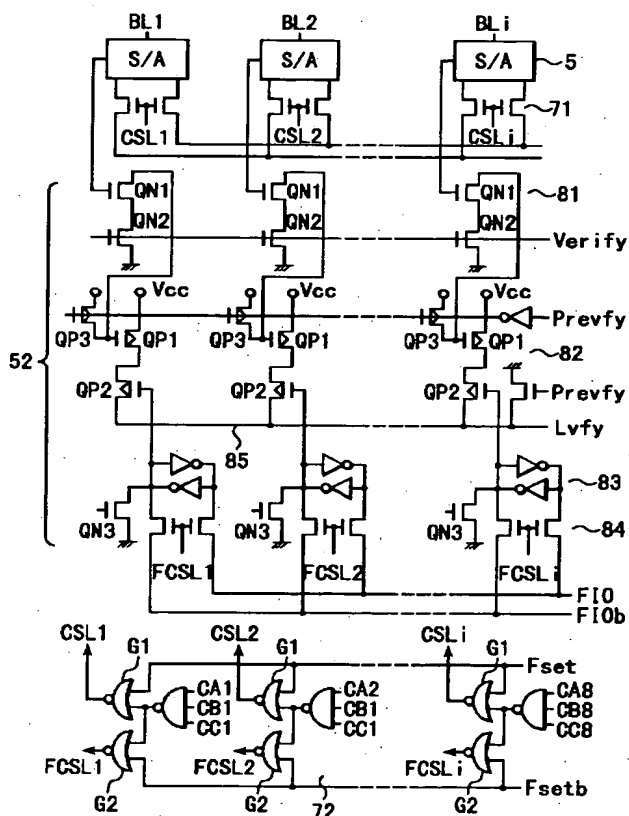 BL1 BL2 BLi
S/A S/A S/A 5
71
CSL1 CSL2 CSLi
QN1 QN1 QN1 81
QN2 QN2 QN2
Verify
Vcc Vcc Vcc
Prevfy
QP3 QP1 QP3 QP1 QP3 QP1
52 82
QP2 QP2 QP2 Prevfy
Lvfy
85
83
QN3 QN3 QN3 84
FCSL1 FCSL2 FCSLi
FIO
FIOb
CSL1 CSL2 CSLi
G1 G1 G1
Fset
CA1 CA2 CA8
CB1 CB1 CB8
CC1 CC1 CC8
FCSL1 FCSL2 FCSLi
Fsetb
G2 G2 72 G2